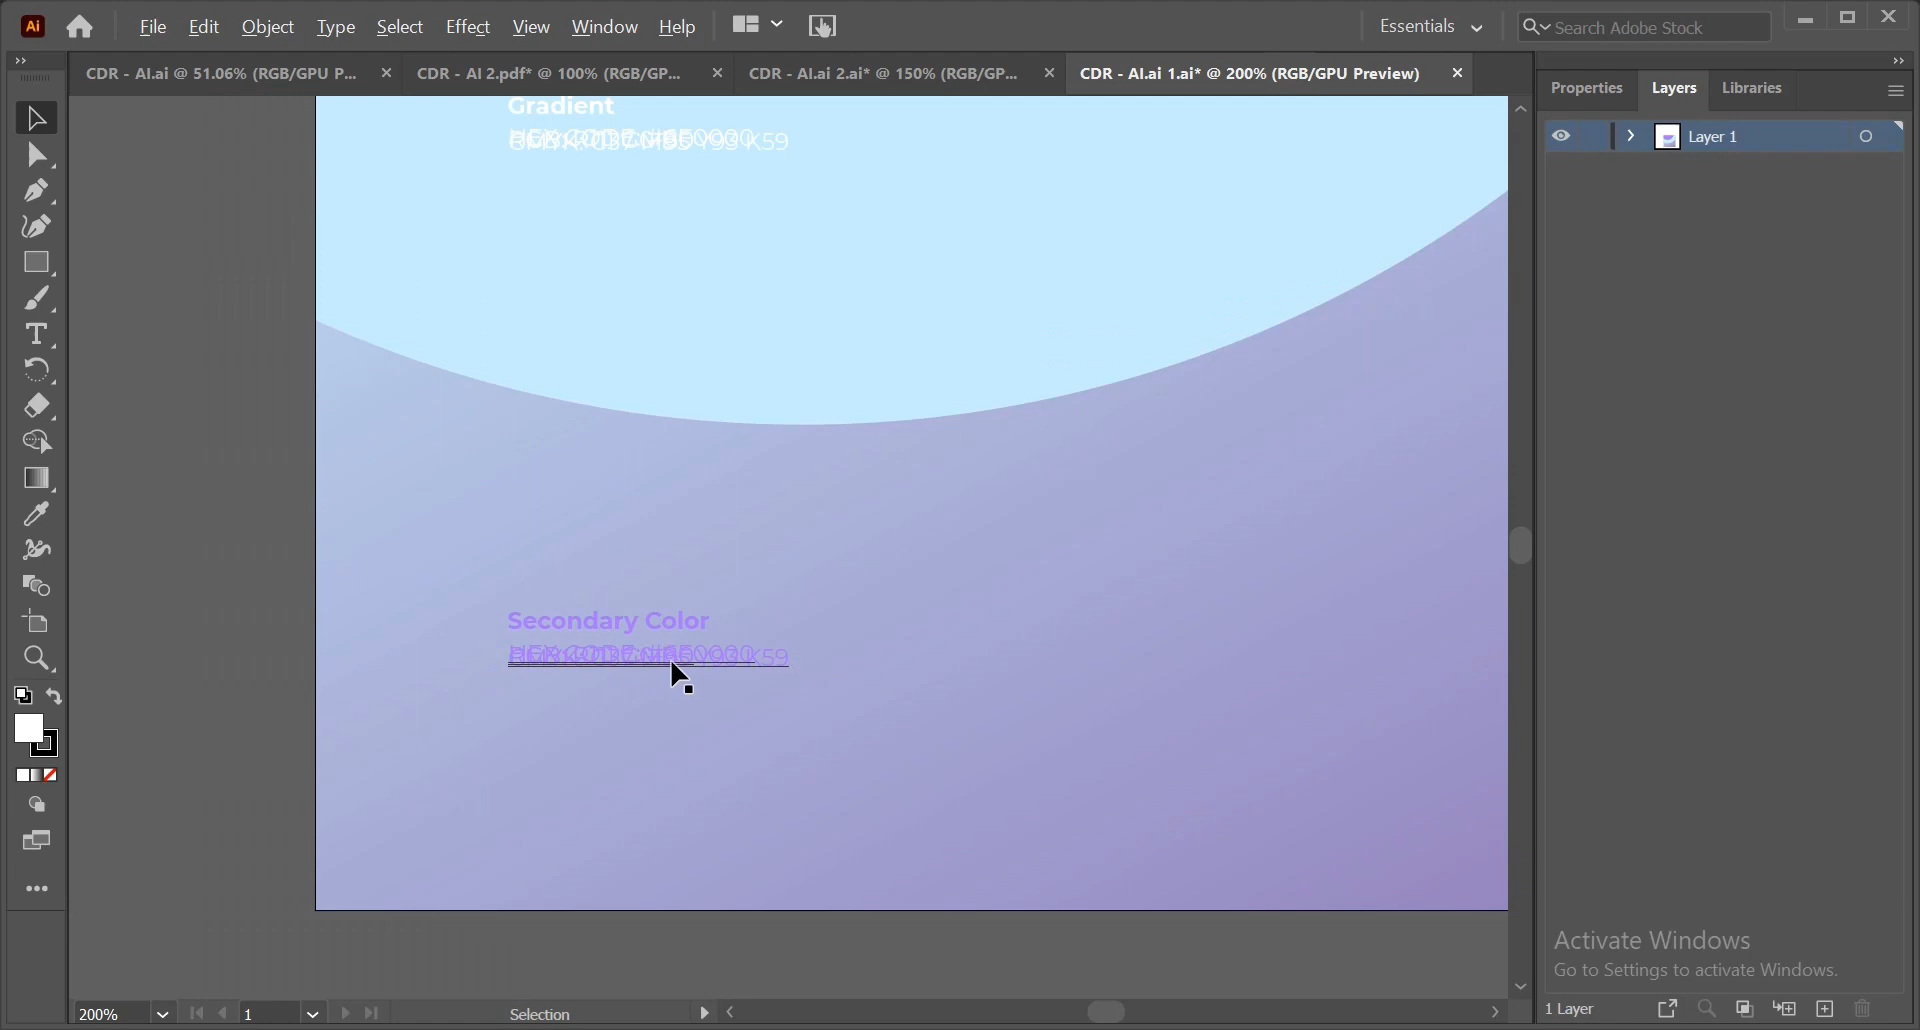 Ai File Edit Object Type Select Effect View Window Help Essentials Search Adobe Stock
CDR - AI.ai @ 51.06% (RGB/GPU P... CDR - AI 2.pdf* @ 100% (RGB/GP... CDR - AI.ai 2.ai* @ 150% (RGB/GP... CDR - AI.ai 1.ai* @ 200% (RGB/GPU Preview)
Properties Layers Libraries
Layer 1
Gradient
Secondary Color
Activate Windows
Go to Settings to activate Windows.
200% 1 Selection 1 Layer